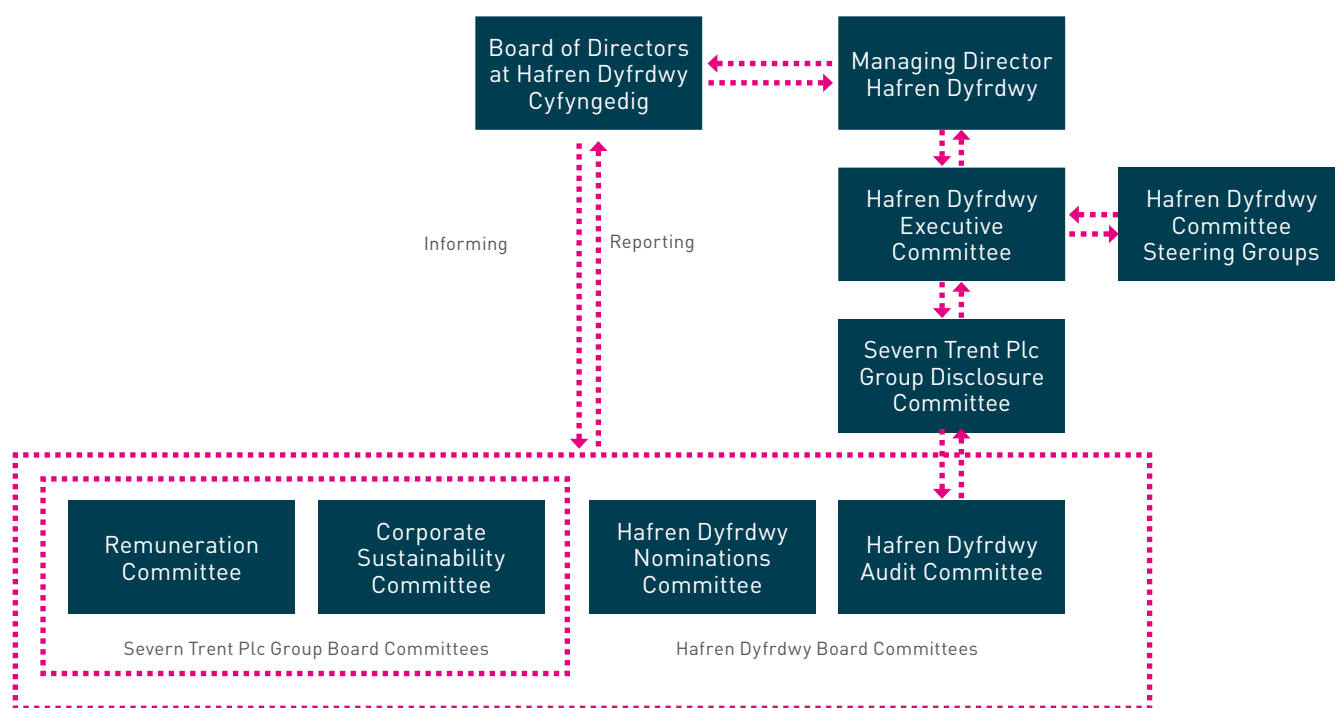 Board of Directors
at Hafren Dyfrdwy
Cyfyngedig
Managing Director
Hafren Dyfrdwy
Hafren Dyfrdwy
Executive
Committee
Hafren Dyfrdwy
Committee
Steering Groups
Informing
Reporting
Severn Trent Plc
Group Disclosure
Committee
Remuneration
Committee
Corporate
Sustainability
Committee
Hafren Dyfrdwy
Nominations
Committee
Hafren Dyfrdwy
Audit Committee
Severn Trent Plc Group Board Committees
Hafren Dyfrdwy Board Committees